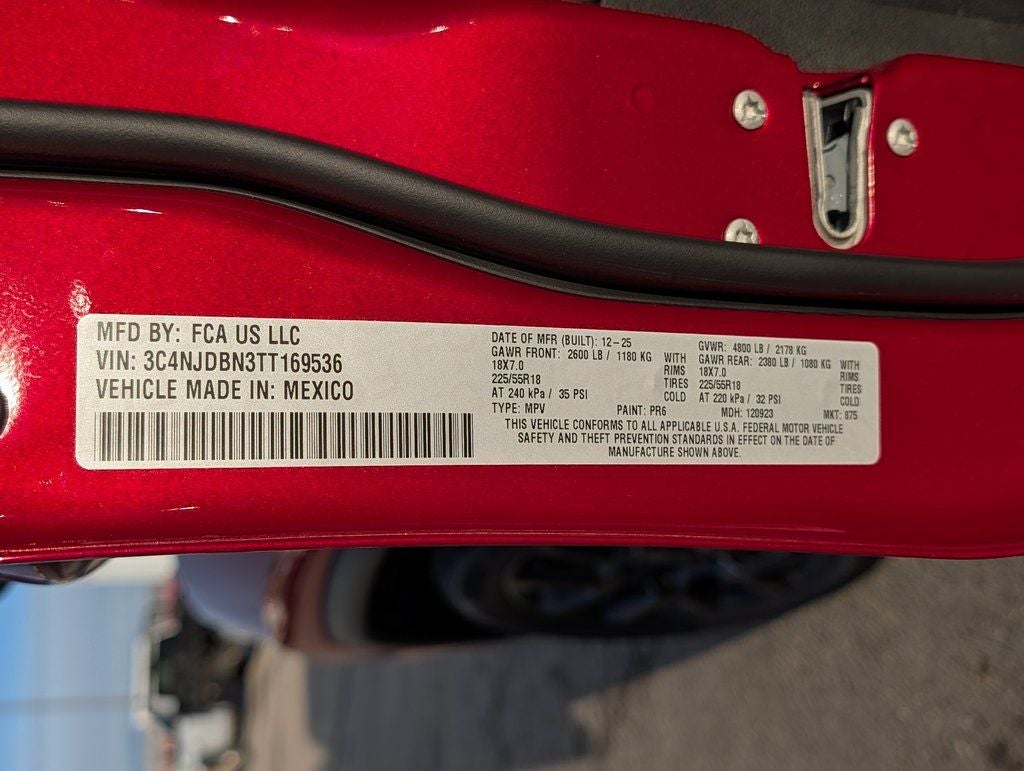 MFD BY: FCA US LLC
VIN: 3C4NJDBN3TT169536
VEHICLE MADE IN: MEXICO
DATE OF MFR (BUILT): 12-25
GAWR FRONT: 2600 LB / 1180 KG WITH
18X7.0 RIMS
225/55R18 TIRES
AT 240 kPa / 35 PSI COLD
GVWR: 4800 LB / 2178 KG
GAWR REAR: 2380 LB / 1080 KG WITH
18X7.0 RIMS
225/55R18 TIRES
AT 220 kPa / 32 PSI COLD
TYPE: MPV PAINT: PR6 MDH: 120923 MKT: 875
THIS VEHICLE CONFORMS TO ALL APPLICABLE U.S.A. FEDERAL MOTOR VEHICLE
SAFETY AND THEFT PREVENTION STANDARDS IN EFFECT ON THE DATE OF
MANUFACTURE SHOWN ABOVE.